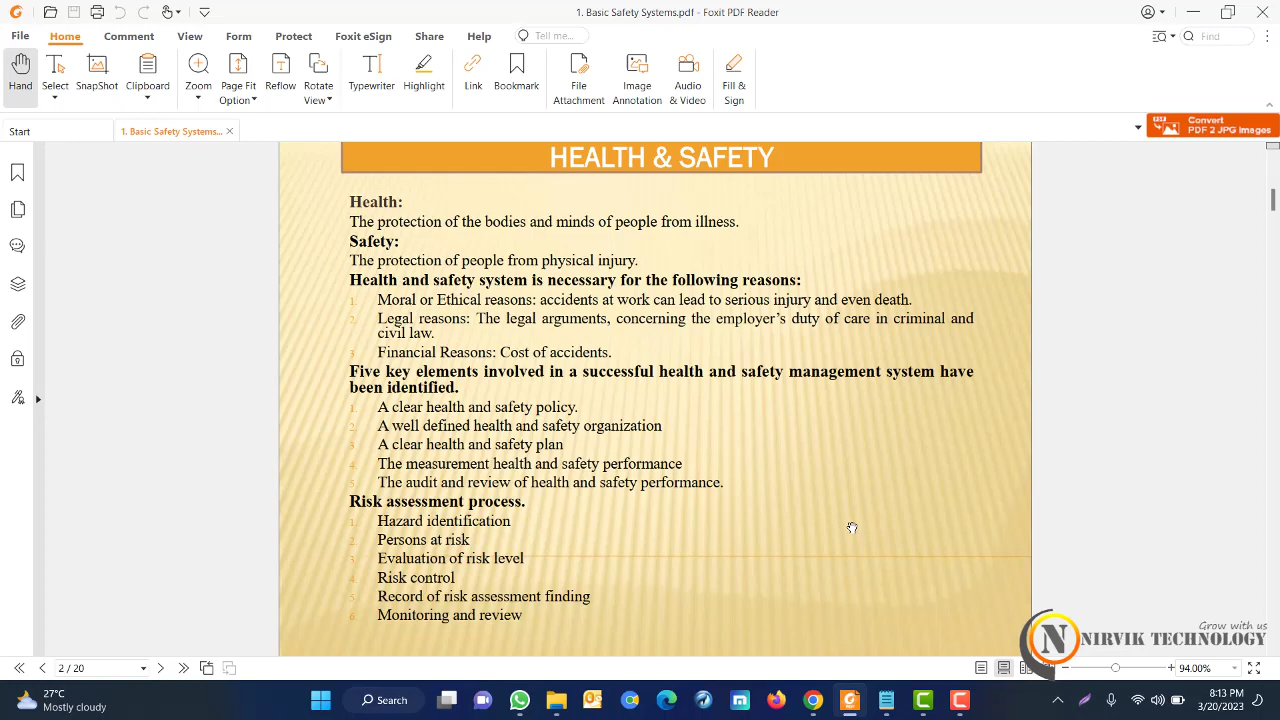 1. Basic Safety Systems.pdf - Foxit PDF Reader
File Home Comment View Form Protect Foxit eSign Share Help Tell me... Find
Hand Select SnapShot Clipboard Zoom Page Fit Option Reflow Rotate View Typewriter Highlight Link Bookmark File Attachment Image Annotation Audio & Video Fill & Sign
Start 1. Basic Safety Systems... Convert
PDF 2 JPG Images
HEALTH & SAFETY
Health:
The protection of the bodies and minds of people from illness.
Safety:
The protection of people from physical injury.
Health and safety system is necessary for the following reasons:
1. Moral or Ethical reasons: accidents at work can lead to serious injury and even death.
2. Legal reasons: The legal arguments, concerning the employer's duty of care in criminal and
civil law.
3. Financial Reasons: Cost of accidents.
Five key elements involved in a successful health and safety management system have
been identified.
1. A clear health and safety policy.
2. A well defined health and safety organization
3. A clear health and safety plan
4. The measurement health and safety performance
5. The audit and review of health and safety performance.
Risk assessment process.
1. Hazard identification
2. Persons at risk
3. Evaluation of risk level
4. Risk control
5. Record of risk assessment finding
6. Monitoring and review
Grow with us
N NIRVIK TECHNOLOGY
2 / 20 94.00%
27°C
Mostly cloudy
Search
8:13 PM
3/20/2023